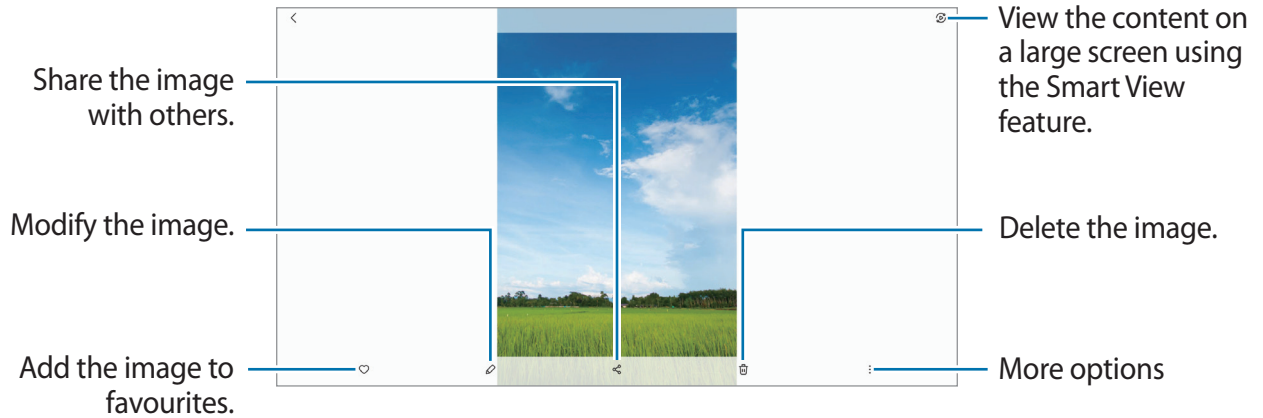 View the content on
a large screen using
the Smart View
feature.
Share the image
with others.
Modify the image.
Delete the image.
Add the image to
favourites.
More options